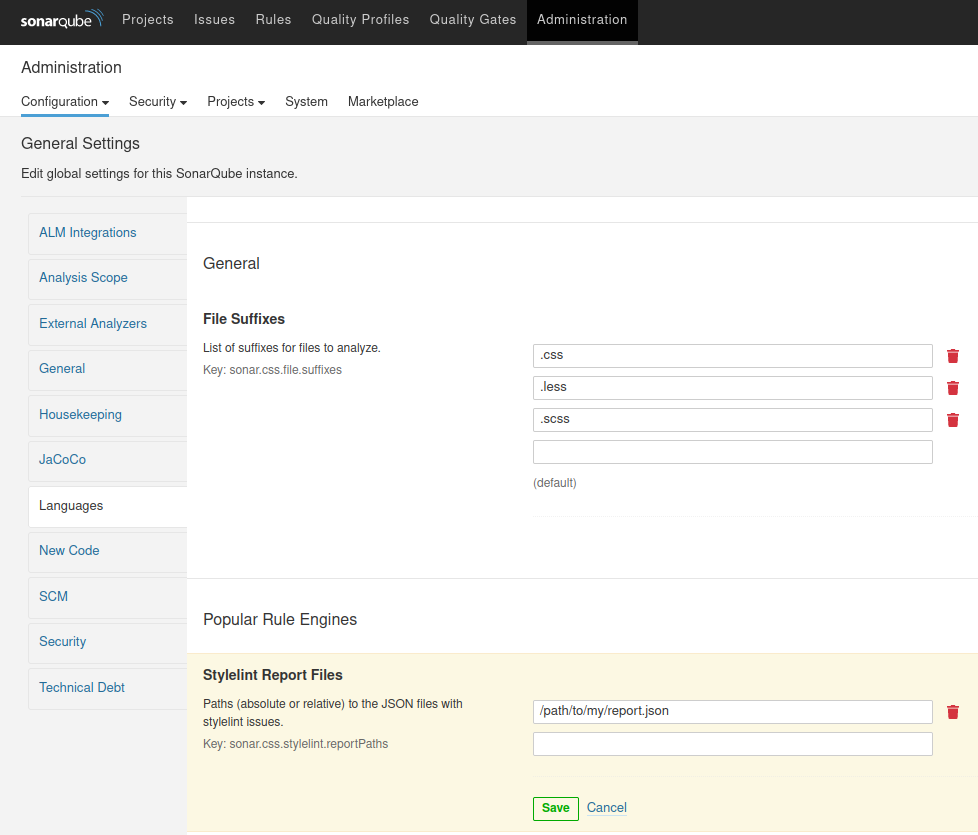 sonarqube Projects Issues Rules Quality Profiles Quality Gates Administration
Administration
Configuration Security Projects System Marketplace
General Settings
Edit global settings for this SonarQube instance.
ALM Integrations
Analysis Scope
External Analyzers
General
Housekeeping
JaCoCo
Languages
New Code
SCM
Security
Technical Debt
General
File Suffixes
List of suffixes for files to analyze.
Key: sonar.css.file.suffixes
.css
.less
.scss
(default)
Popular Rule Engines
Stylelint Report Files
Paths (absolute or relative) to the JSON files with
stylelint issues.
Key: sonar.css.stylelint.reportPaths
/path/to/my/report.json
Save Cancel